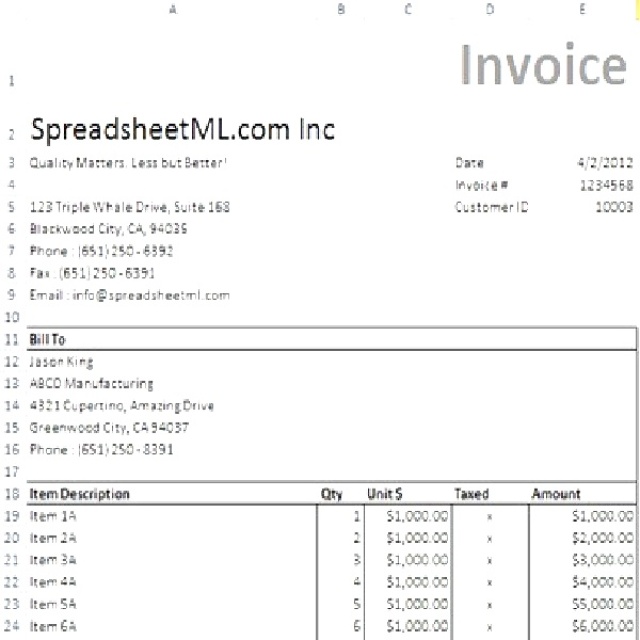 A B C D E
1 Invoice
2 SpreadsheetML.com Inc
3 Quality Matters. Less but Better! Date 4/2/2012
4 Invoice # 1234568
5 123 Triple Whale Drive, Suite 168 Customer ID 10003
6 Blackwood City, CA, 94035
7 Phone : (651) 250-6392
8 Fax : (651) 250-6391
9 Email : info@spreadsheetml.com
10
11 Bill To
12 Jason King
13 ABCD Manufacturing
14 4321 Cupertino, Amazing Drive
15 Greenwood City, CA 94037
16 Phone : (651) 250-8391
17
18 Item Description Qty Unit $ Taxed Amount
19 Item 1A 1 $1,000.00 x $1,000.00
20 Item 2A 2 $1,000.00 x $2,000.00
21 Item 3A 3 $1,000.00 x $3,000.00
22 Item 4A 4 $1,000.00 x $4,000.00
23 Item 5A 5 $1,000.00 x $5,000.00
24 Item 6A 6 $1,000.00 x $6,000.00